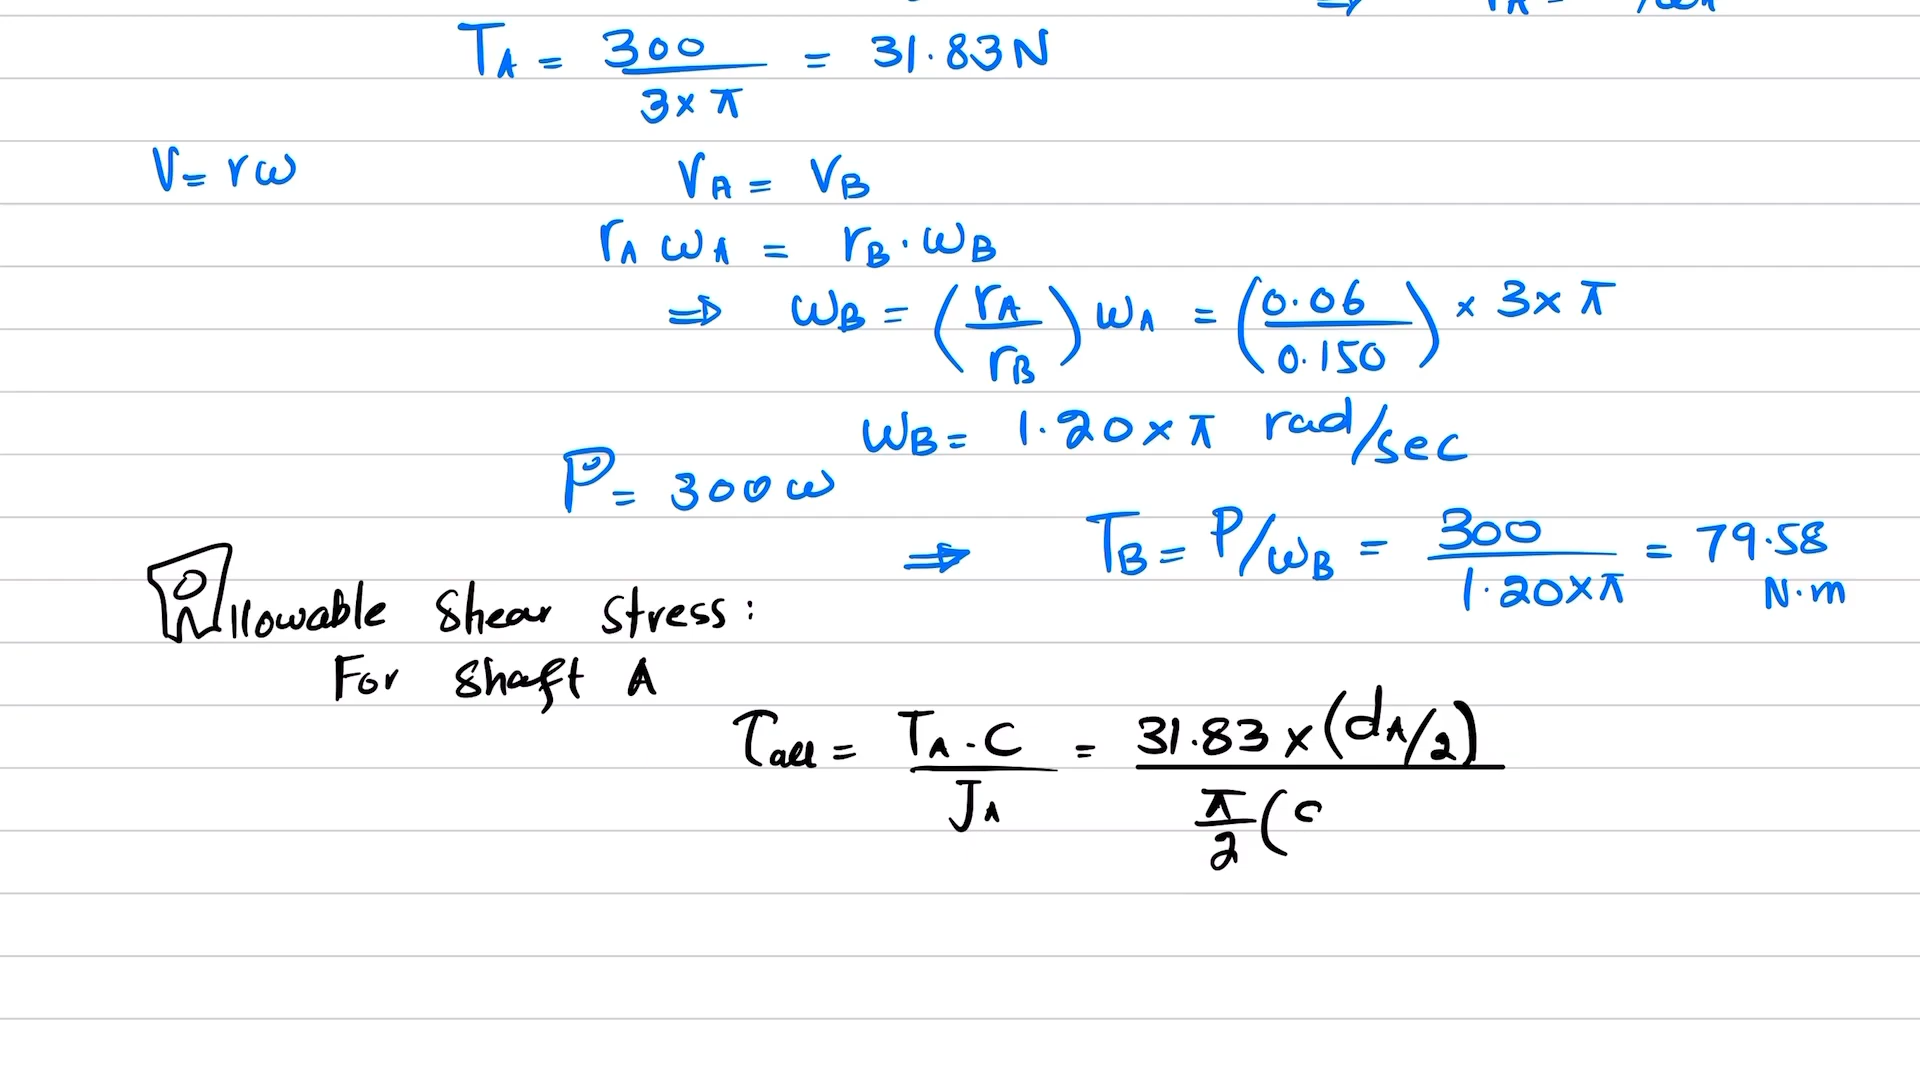 T_A = 300 / (3 × π) = 31.83 N
V = rω
V_A = V_B
r_A ω_A = r_B · ω_B
⇒ ω_B = (r_A / r_B) ω_A = (0.06 / 0.150) × 3 × π
ω_B = 1.20 × π rad/sec
P = 300 W
⇒ T_B = P/ω_B = 300 / (1.20 × π) = 79.58 N·m
Allowable Shear Stress:
For Shaft A
τ_all = T_A · C / J_A = 31.83 × (d_A/2) / π/2 (c